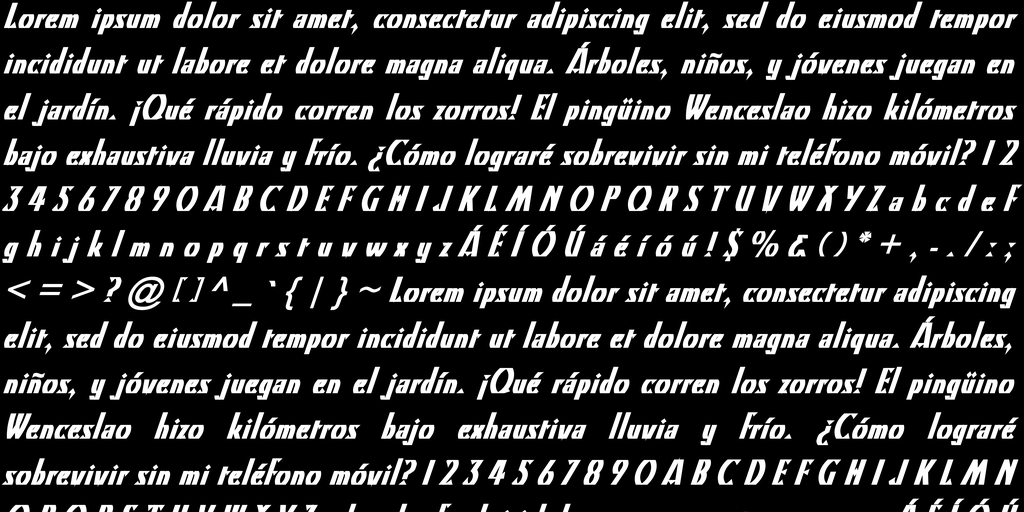 Lorem ipsum dolor sit amet, consectetur adipiscing elit, sed do eiusmod tempor
incididunt ut labore et dolore magna aliqua. Árboles, niños, y jóvenes juegan en
el jardín. ¡Qué rápido corren los zorros! El pingüino Wenceslao hizo kilómetros
bajo exhaustiva lluvia y frío. ¿Cómo lograré sobrevivir sin mi teléfono móvil? 1 2
3 4 5 6 7 8 9 0 A B C D E F G H I J K L M N O P Q R S T U V W X Y Z a b c d e f
g h i j k l m n o p q r s t u v w x y z Á É Í Ó Ú á é í ó ú ! $ % & ( ) * + , - . / : ;
< = > ? @ [ ] ^ _ ` { | } ~ Lorem ipsum dolor sit amet, consectetur adipiscing
elit, sed do eiusmod tempor incididunt ut labore et dolore magna aliqua. Árboles,
niños, y jóvenes juegan en el jardín. ¡Qué rápido corren los zorros! El pingüino
Wenceslao hizo kilómetros bajo exhaustiva lluvia y frío. ¿Cómo lograré
sobrevivir sin mi teléfono móvil? 1 2 3 4 5 6 7 8 9 0 A B C D E F G H I J K L M N